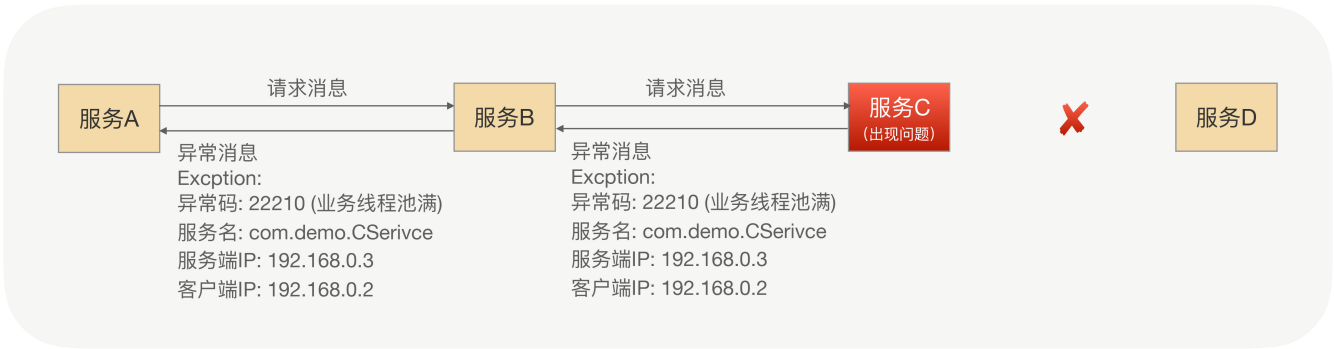 请求消息
请求消息
服务A
服务B
服务C
(出现问题)
服务D
异常消息
Excption:
异常码: 22210 (业务线程池满)
服务名: com.demo.CSerivce
服务端IP: 192.168.0.3
客户端IP: 192.168.0.2
异常消息
Excption:
异常码: 22210 (业务线程池满)
服务名: com.demo.CSerivce
服务端IP: 192.168.0.3
客户端IP: 192.168.0.2